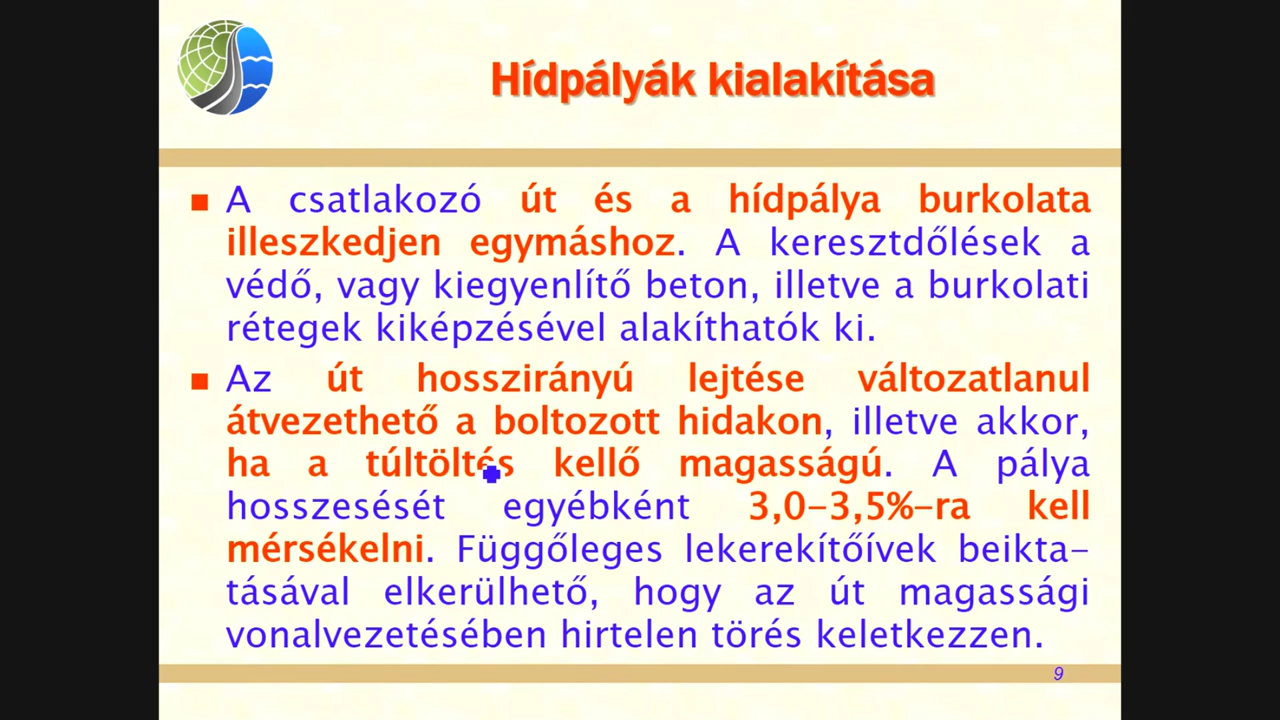 Hídpályák kialakítása
A csatlakozó út és a hídpálya burkolata
illeszkedjen egymáshoz. A keresztdőlések a
védő, vagy kiegyenlítő beton, illetve a burkolati
rétegek kiképzésével alakíthatók ki.
Az út hosszirányú lejtése változatlanul
átvezethető a boltozott hidakon, illetve akkor,
ha a túltöltés kellő magasságú. A pálya
hosszesését egyébként 3,0-3,5%-ra kell
mérsékelni. Függőleges lekerekítőívek beikta-
tásával elkerülhető, hogy az út magassági
vonalvezetésében hirtelen törés keletkezzen.
9